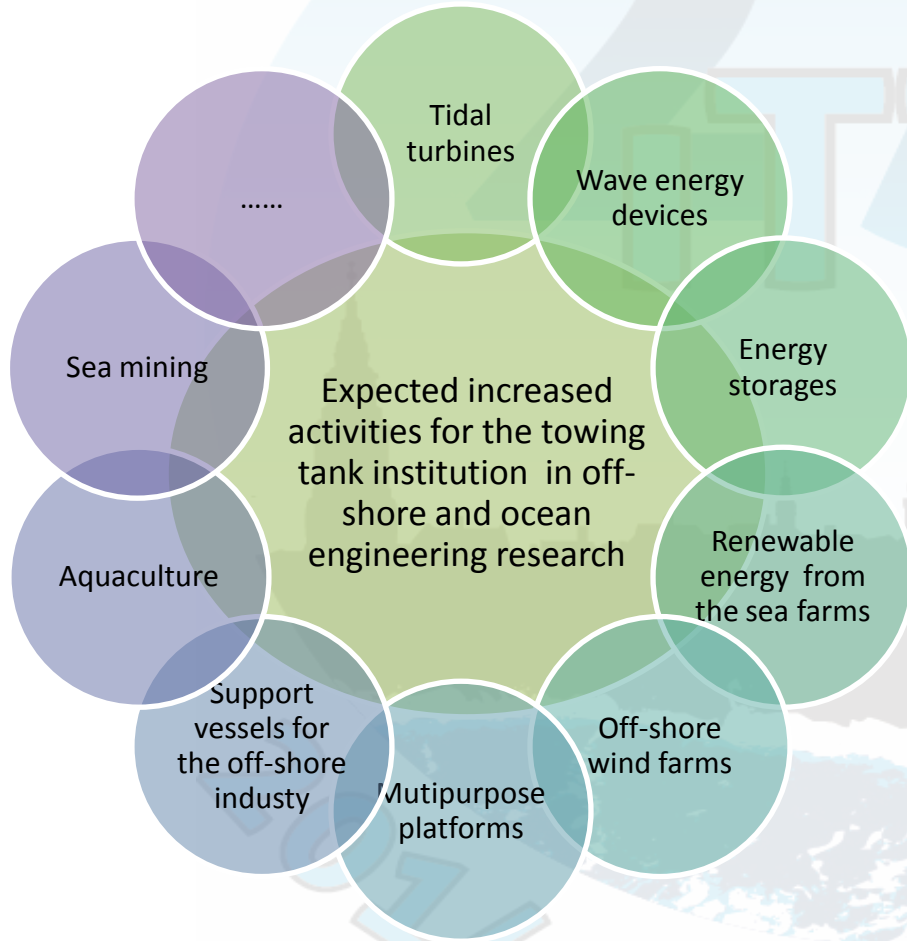 Tidal
turbines
Wave energy
devices
Energy
storages
Renewable
energy from
the sea farms
Off-shore
wind farms
Mutipurpose
platforms
Support
vessels for
the off-shore
industy
Aquaculture
Sea mining
......
Expected increased
activities for the towing
tank institution in off-
shore and ocean
engineering research